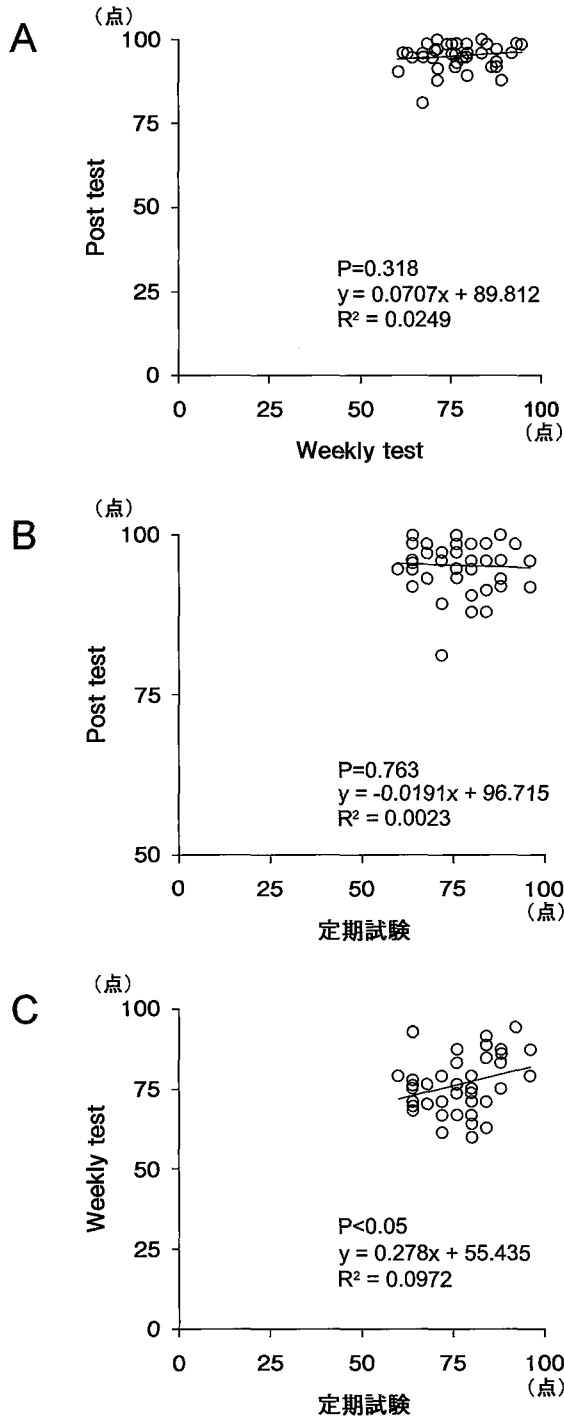 A
(点)
100
75
50
25
0
Post test
P=0.318
y = 0.0707x + 89.812
R² = 0.0249
0 25 50 75 100
(点)
Weekly test
B
(点)
100
75
50
Post test
P=0.763
y = -0.0191x + 96.715
R² = 0.0023
0 25 50 75 100
(点)
定期試験
C
(点)
100
75
50
25
0
Weekly test
P<0.05
y = 0.278x + 55.435
R² = 0.0972
0 25 50 75 100
(点)
定期試験